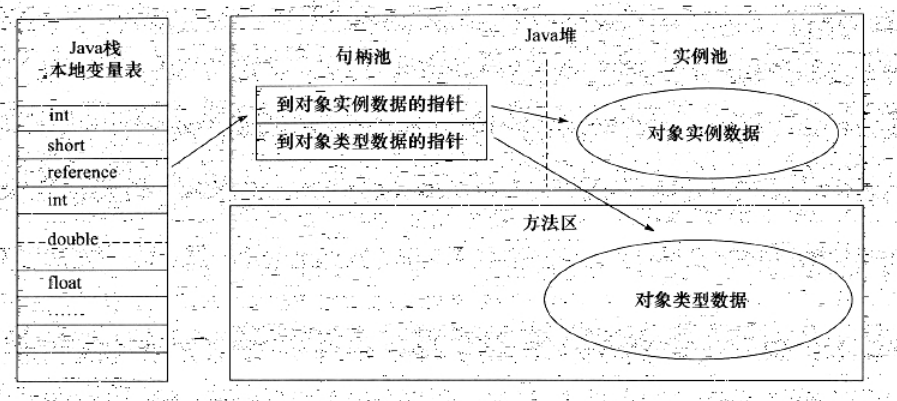 Java栈
本地变量表
int
short
reference
int
double
float
……
Java堆
句柄池
实例池
到对象实例数据的指针
到对象类型数据的指针
对象实例数据
方法区
对象类型数据